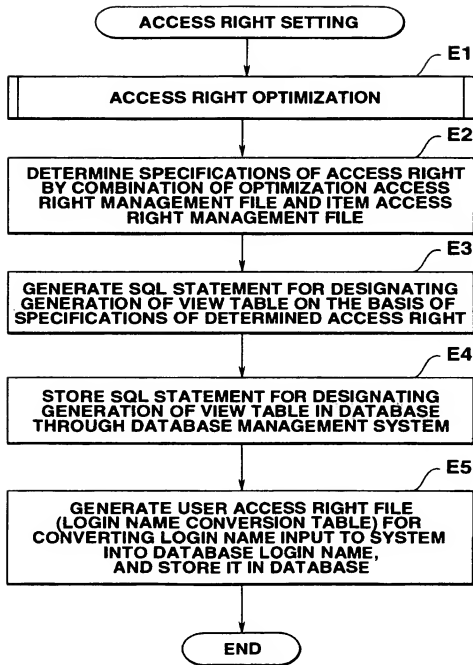 ACCESS RIGHT SETTING
E1
ACCESS RIGHT OPTIMIZATION
E2
DETERMINE SPECIFICATIONS OF ACCESS RIGHT
BY COMBINATION OF OPTIMIZATION ACCESS
RIGHT MANAGEMENT FILE AND ITEM ACCESS
RIGHT MANAGEMENT FILE
E3
GENERATE SQL STATEMENT FOR DESIGNATING
GENERATION OF VIEW TABLE ON THE BASIS OF
SPECIFICATIONS OF DETERMINED ACCESS RIGHT
E4
STORE SQL STATEMENT FOR DESIGNATING
GENERATION OF VIEW TABLE IN DATABASE
THROUGH DATABASE MANAGEMENT SYSTEM
E5
GENERATE USER ACCESS RIGHT FILE
(LOGIN NAME CONVERSION TABLE) FOR
CONVERTING LOGIN NAME INPUT TO SYSTEM
INTO DATABASE LOGIN NAME,
AND STORE IT IN DATABASE
END